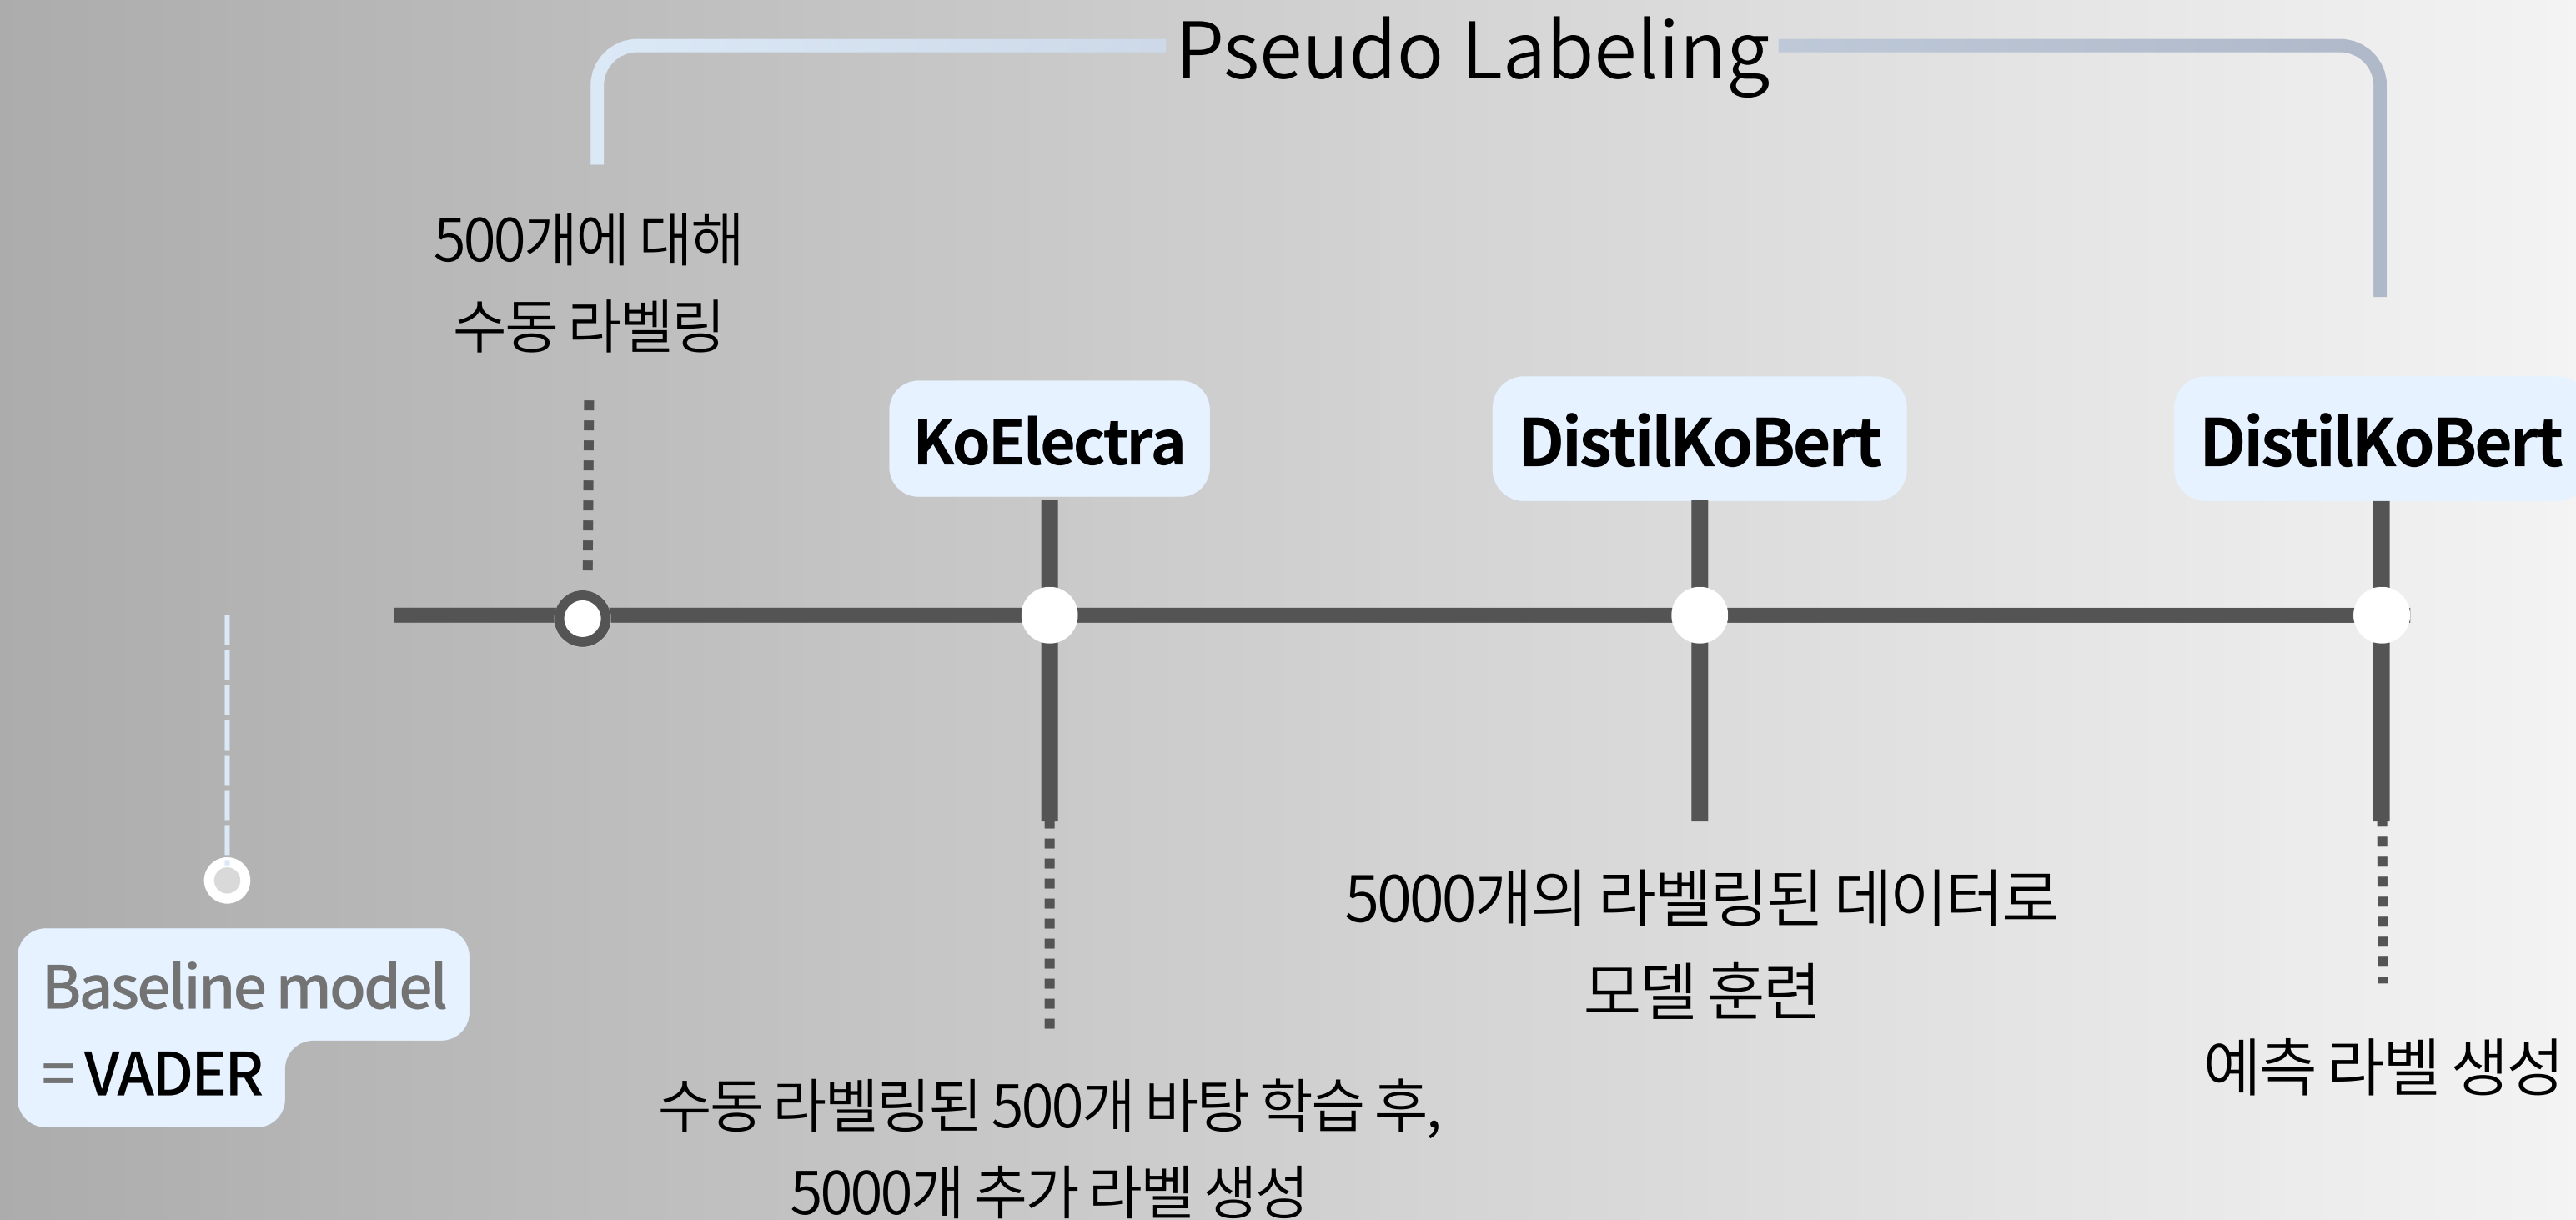 Pseudo Labeling
500개에 대해
수동 라벨링
KoElectra
DistilKoBert
DistilKoBert
Baseline model
= VADER
수동 라벨링된 500개 바탕 학습 후,
5000개 추가 라벨 생성
5000개의 라벨링된 데이터로
모델 훈련
예측 라벨 생성